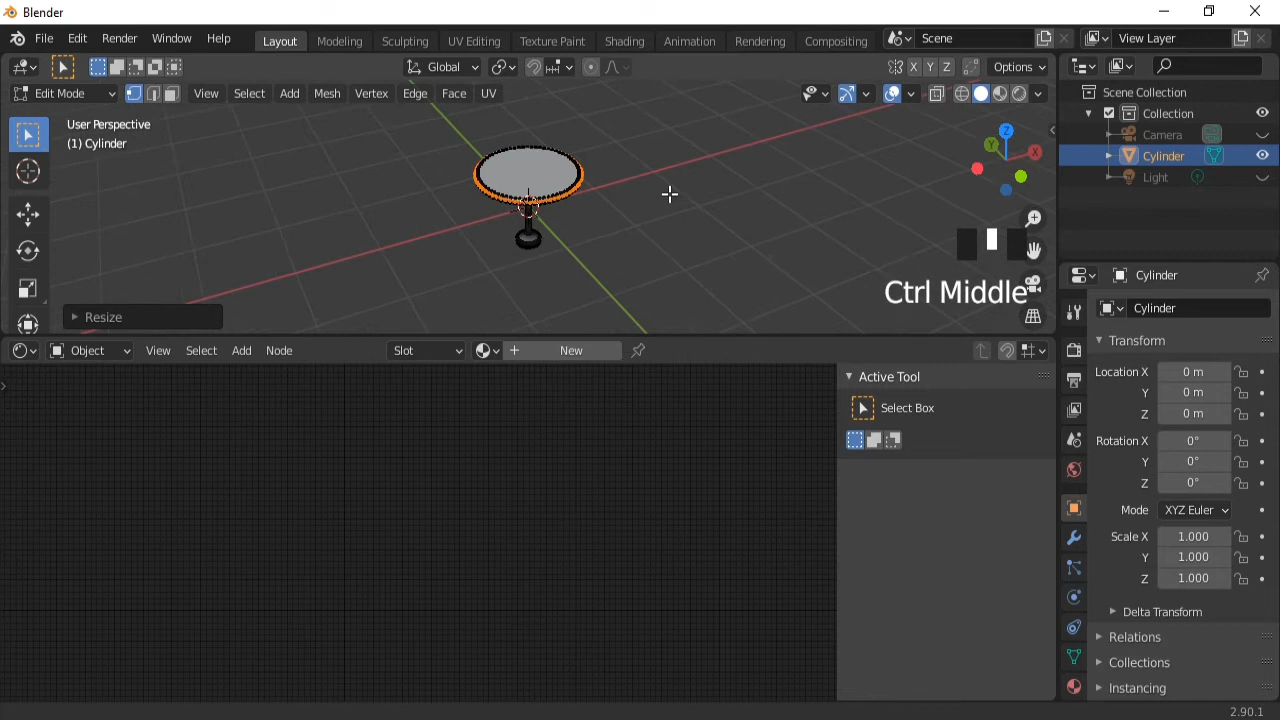 Blender
File Edit Render Window Help
Layout Modeling Sculpting UV Editing Texture Paint Shading Animation Rendering Compositing
Scene
View Layer
Global
X Y Z
Options
Edit Mode
View Select Add Mesh Vertex Edge Face UV
User Perspective
(1) Cylinder
Z
Y
X
Resize
Ctrl Middle
Object
View Select Add Node
Slot
New
Active Tool
Select Box
Scene Collection
Collection
Camera
Cylinder
Light
Cylinder
Cylinder
Transform
Location X 0 m
Y 0 m
Z 0 m
Rotation X 0°
Y 0°
Z 0°
Mode XYZ Euler
Scale X 1.000
Y 1.000
Z 1.000
Delta Transform
Relations
Collections
Instancing
2.90.1